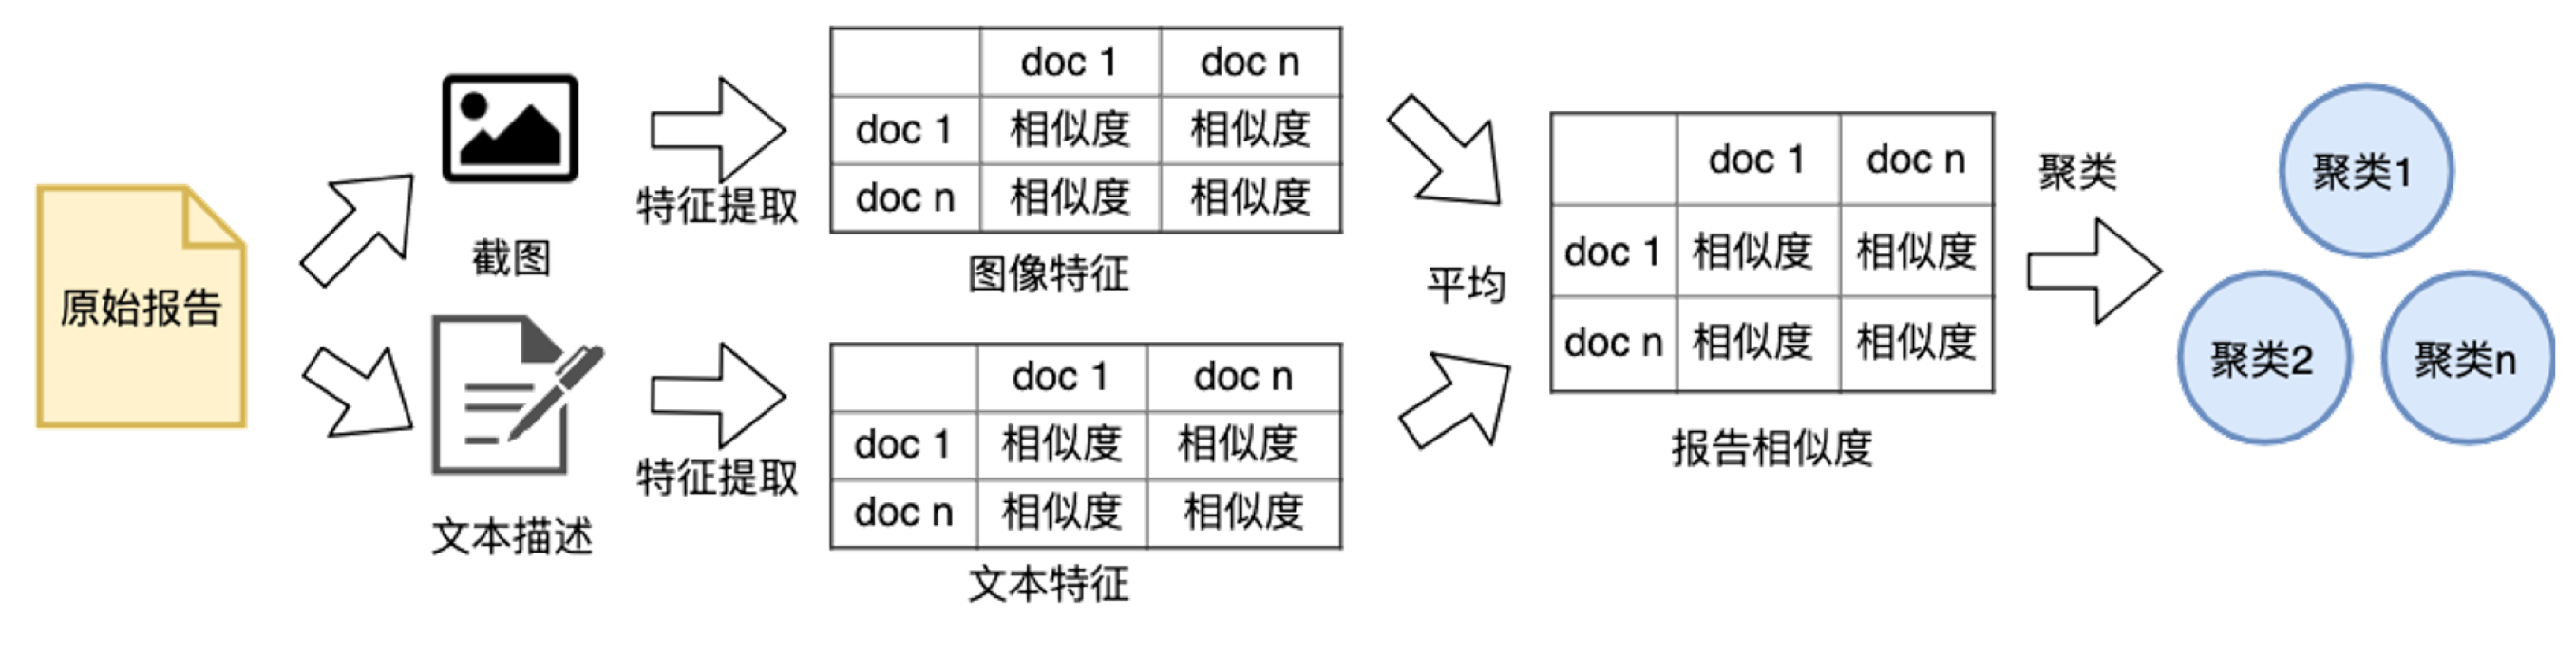 原始报告
截图
文本描述
特征提取
特征提取
doc 1 doc n
doc 1 相似度 相似度
doc n 相似度 相似度
图像特征
doc 1 doc n
doc 1 相似度 相似度
doc n 相似度 相似度
文本特征
平均
doc 1 doc n
doc 1 相似度 相似度
doc n 相似度 相似度
报告相似度
聚类
聚类1
聚类2
聚类n